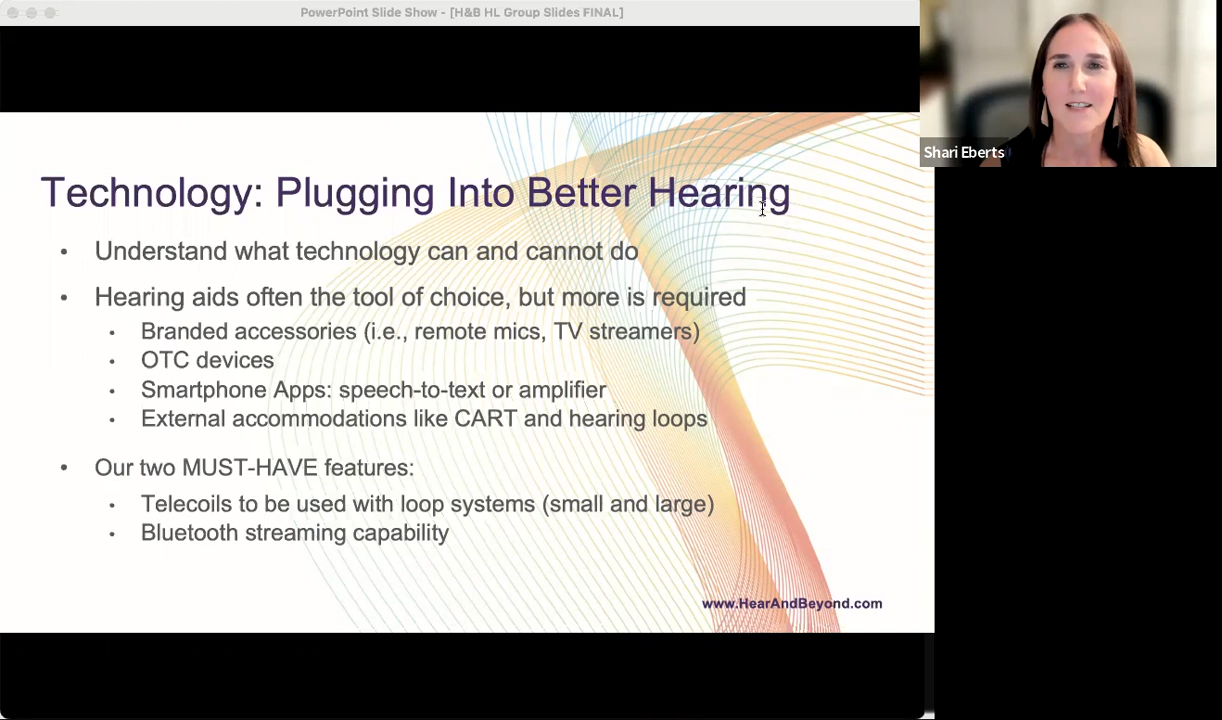 PowerPoint Slide Show - [H&B HL Group Slides FINAL]
Shari Eberts
Technology: Plugging Into Better Hearing
• Understand what technology can and cannot do
• Hearing aids often the tool of choice, but more is required
• Branded accessories (i.e., remote mics, TV streamers)
• OTC devices
• Smartphone Apps: speech-to-text or amplifier
• External accommodations like CART and hearing loops
• Our two MUST-HAVE features:
• Telecoils to be used with loop systems (small and large)
• Bluetooth streaming capability
www.HearAndBeyond.com